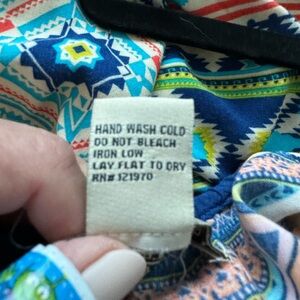 HAND WASH COLD
DO NOT BLEACH
IRON LOW
LAY FLAT TO DRY
RN# 121970